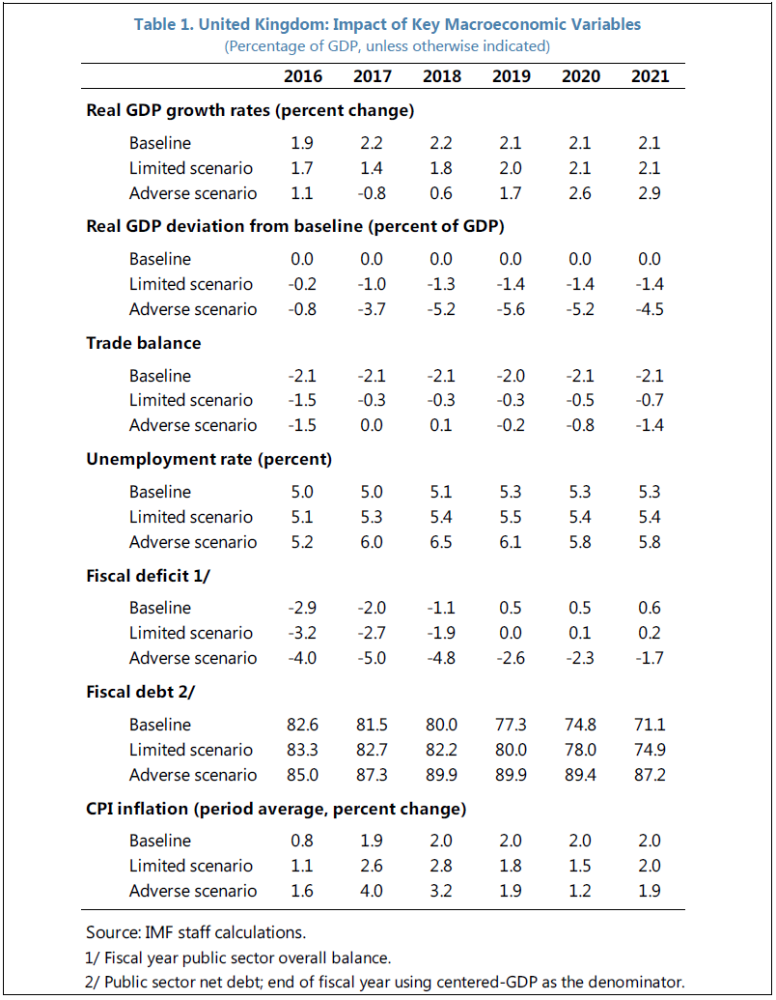 Table 1. United Kingdom: Impact of Key Macroeconomic Variables
(Percentage of GDP, unless otherwise indicated)
2016 2017 2018 2019 2020 2021
Real GDP growth rates (percent change)
Baseline 1.9 2.2 2.2 2.1 2.1 2.1
Limited scenario 1.7 1.4 1.8 2.0 2.1 2.1
Adverse scenario 1.1 -0.8 0.6 1.7 2.6 2.9
Real GDP deviation from baseline (percent of GDP)
Baseline 0.0 0.0 0.0 0.0 0.0 0.0
Limited scenario -0.2 -1.0 -1.3 -1.4 -1.4 -1.4
Adverse scenario -0.8 -3.7 -5.2 -5.6 -5.2 -4.5
Trade balance
Baseline -2.1 -2.1 -2.1 -2.0 -2.1 -2.1
Limited scenario -1.5 -0.3 -0.3 -0.3 -0.5 -0.7
Adverse scenario -1.5 0.0 0.1 -0.2 -0.8 -1.4
Unemployment rate (percent)
Baseline 5.0 5.0 5.1 5.3 5.3 5.3
Limited scenario 5.1 5.3 5.4 5.5 5.4 5.4
Adverse scenario 5.2 6.0 6.5 6.1 5.8 5.8
Fiscal deficit 1/
Baseline -2.9 -2.0 -1.1 0.5 0.5 0.6
Limited scenario -3.2 -2.7 -1.9 0.0 0.1 0.2
Adverse scenario -4.0 -5.0 -4.8 -2.6 -2.3 -1.7
Fiscal debt 2/
Baseline 82.6 81.5 80.0 77.3 74.8 71.1
Limited scenario 83.3 82.7 82.2 80.0 78.0 74.9
Adverse scenario 85.0 87.3 89.9 89.9 89.4 87.2
CPI inflation (period average, percent change)
Baseline 0.8 1.9 2.0 2.0 2.0 2.0
Limited scenario 1.1 2.6 2.8 1.8 1.5 2.0
Adverse scenario 1.6 4.0 3.2 1.9 1.2 1.9
Source: IMF staff calculations.
1/ Fiscal year public sector overall balance.
2/ Public sector net debt; end of fiscal year using centered-GDP as the denominator.